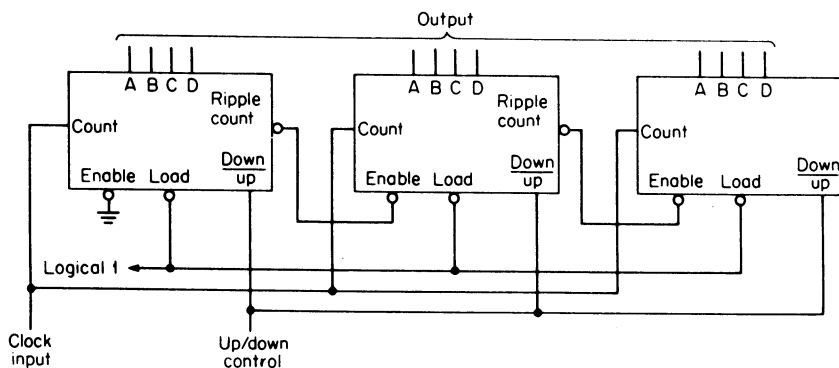 Output
A B C D
Ripple
count
Count
Enable
Load
Down
up
A B C D
Ripple
count
Count
Enable
Load
Down
up
A B C D
Count
Enable
Load
Down
up
Logical 1
Clock
input
Up/down
control